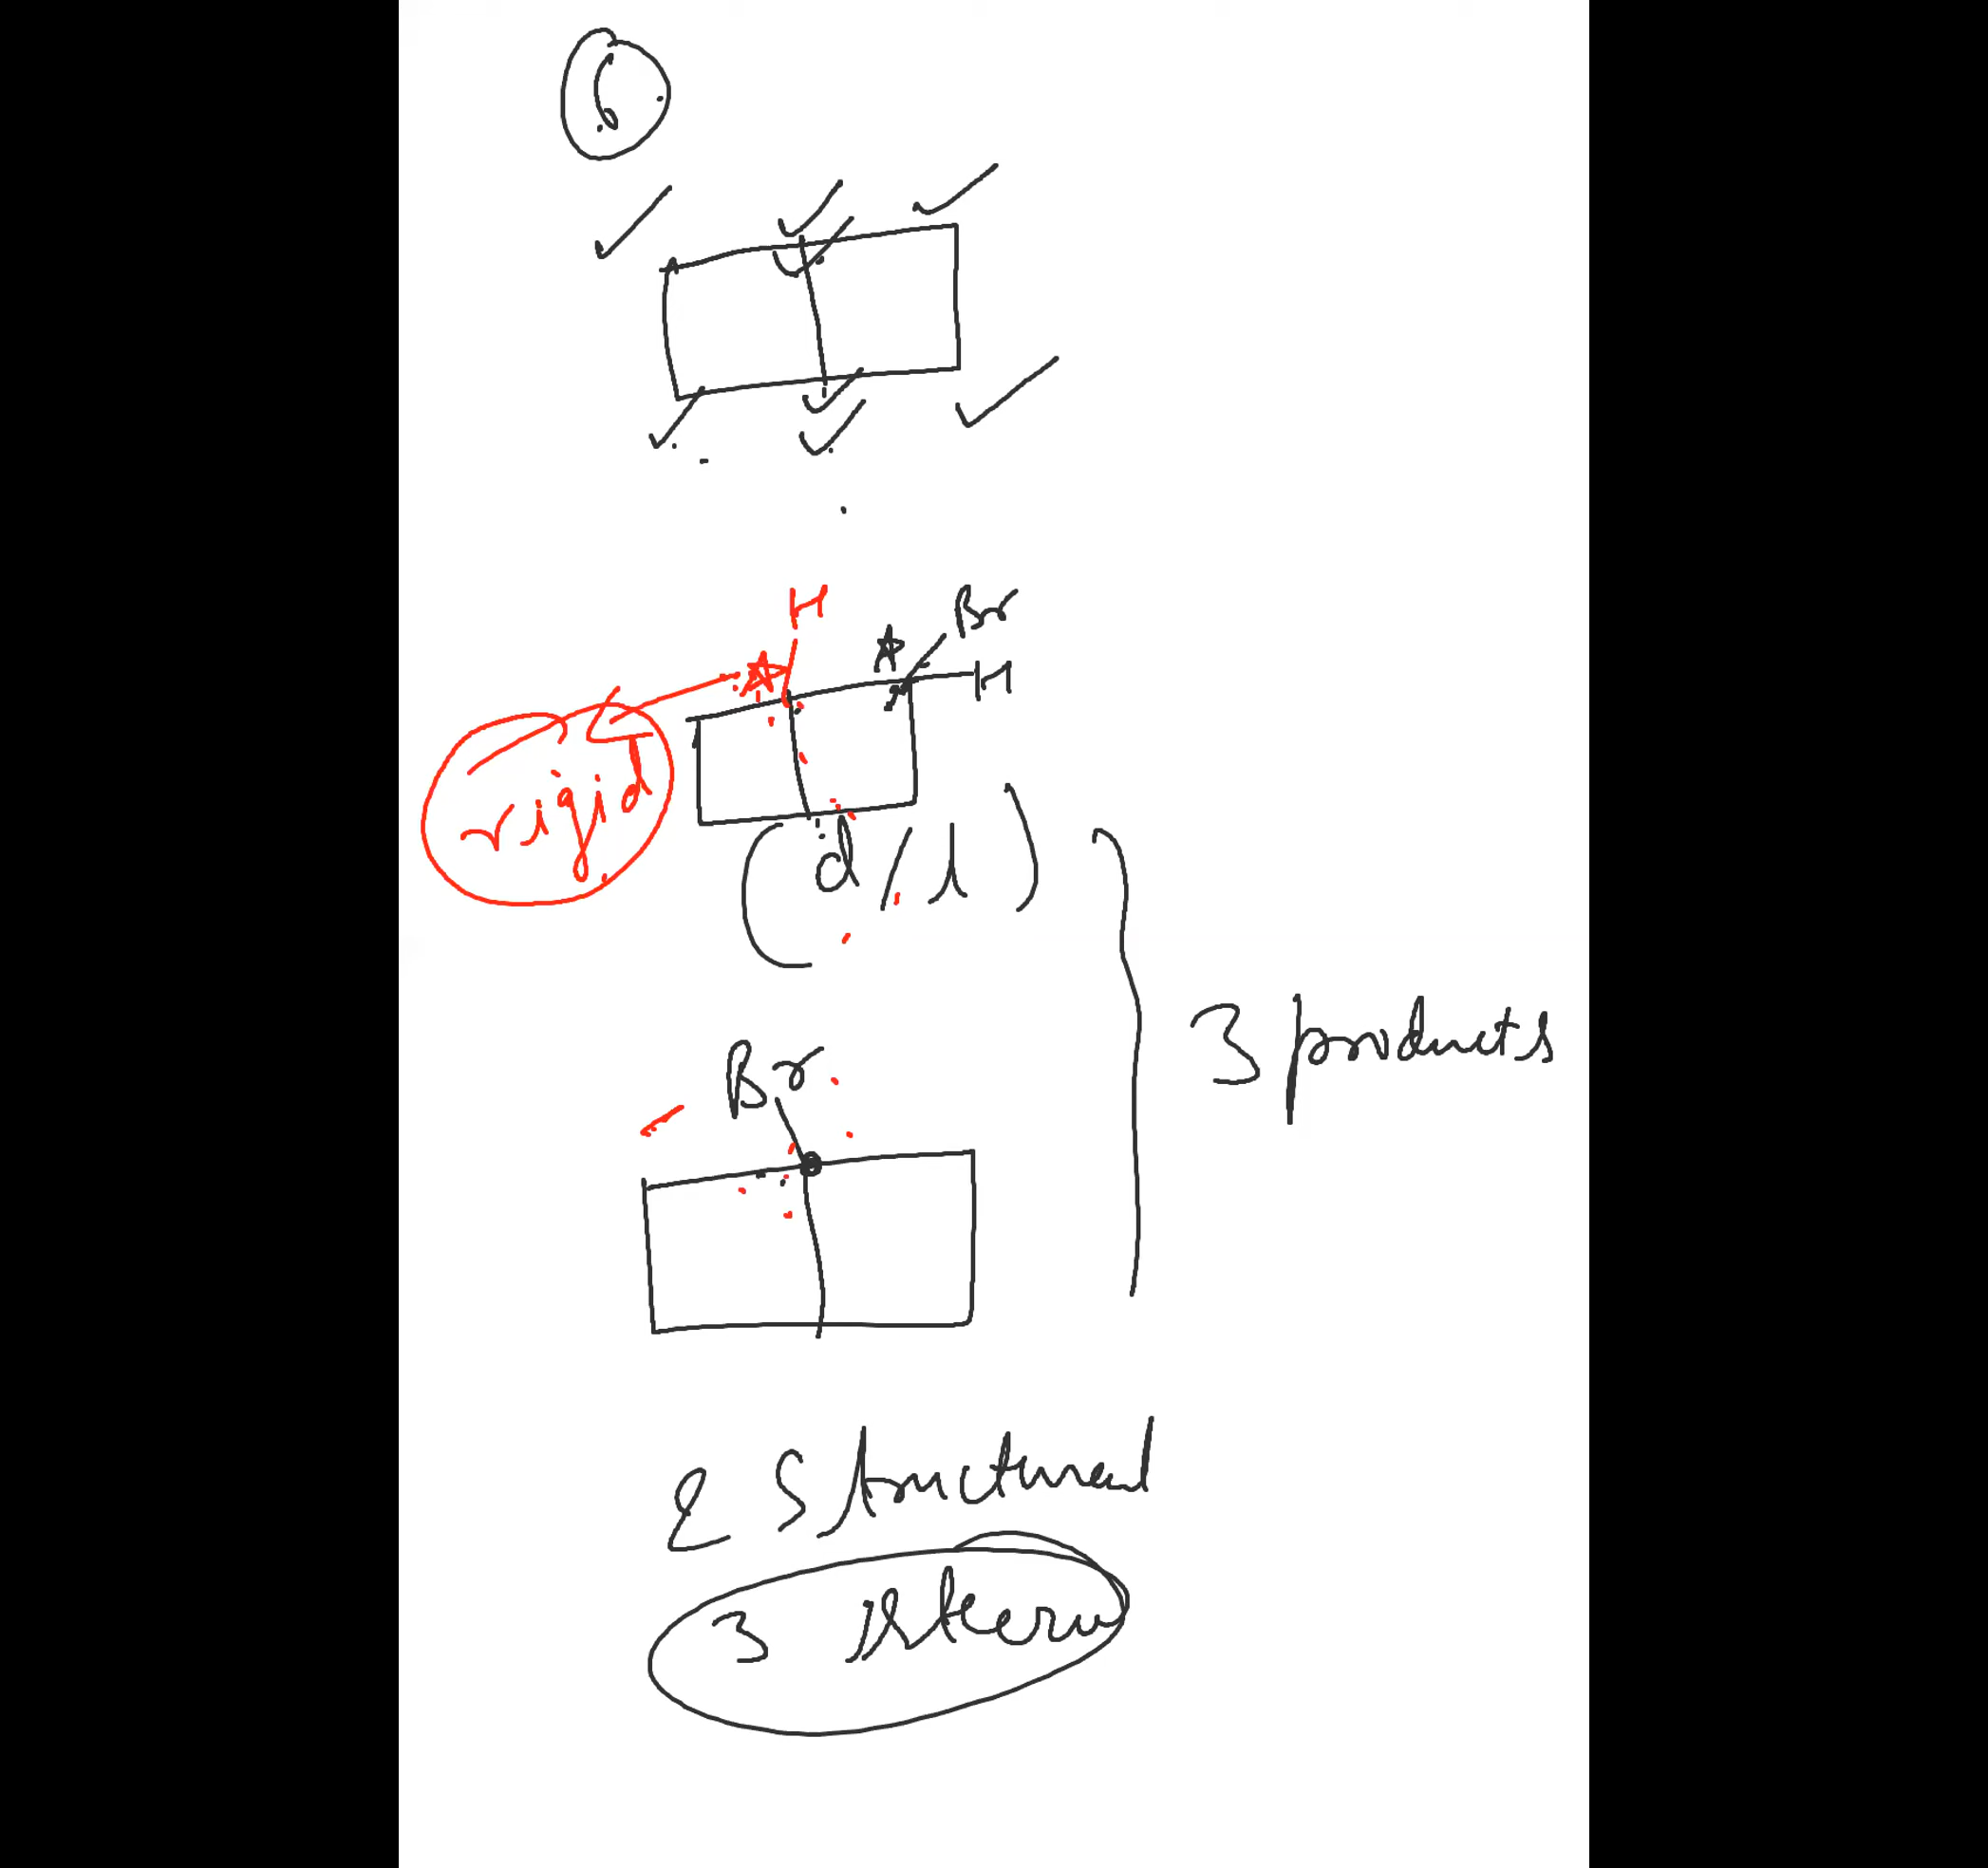 6
H
Br
H
rigid
(d/l)
3 products
Br
2 structural
3 stereo